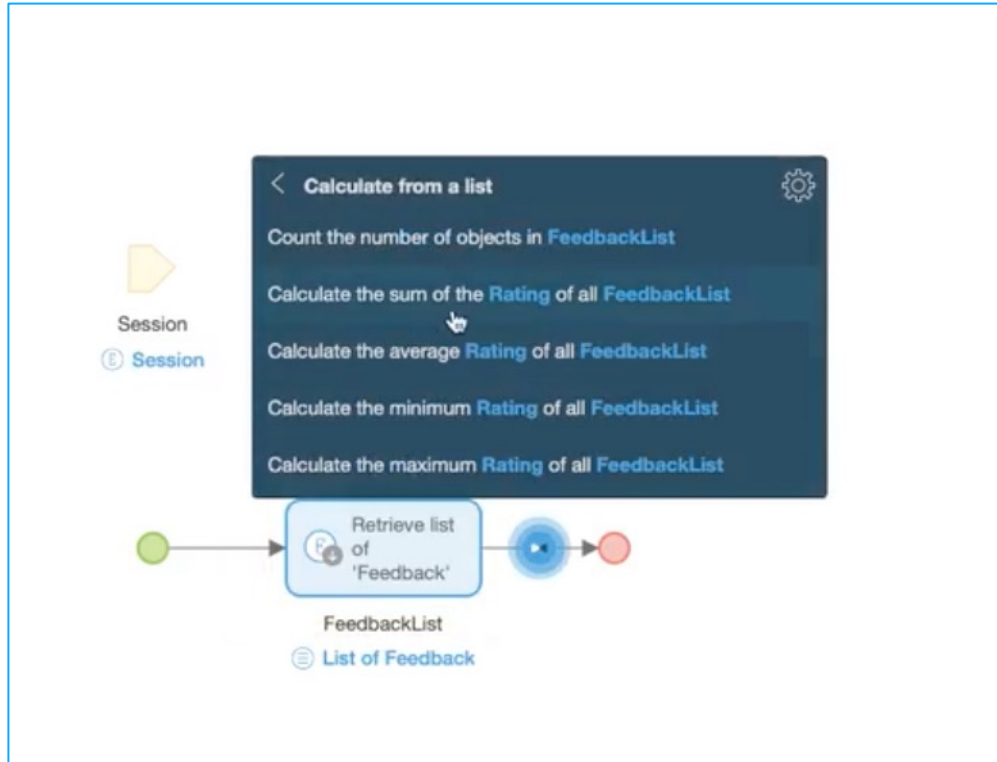 Calculate from a list
Count the number of objects in FeedbackList
Calculate the sum of the Rating of all FeedbackList
Calculate the average Rating of all FeedbackList
Calculate the minimum Rating of all FeedbackList
Calculate the maximum Rating of all FeedbackList
Session
Session
Retrieve list
of
'Feedback'
FeedbackList
List of Feedback